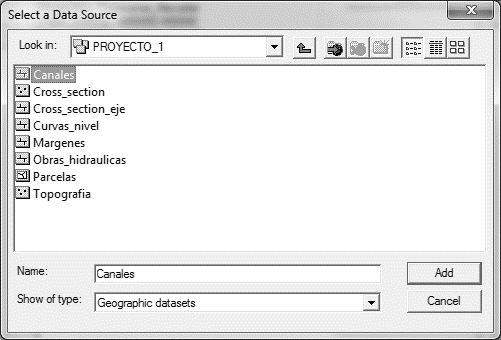 Select a Data Source
Look in: PROYECTO_1
Canales
Cross_section
Cross_section_eje
Curvas_nivel
Margenes
Obras_hidraulicas
Parcelas
Topografia
Name: Canales Add
Show of type: Geographic datasets Cancel